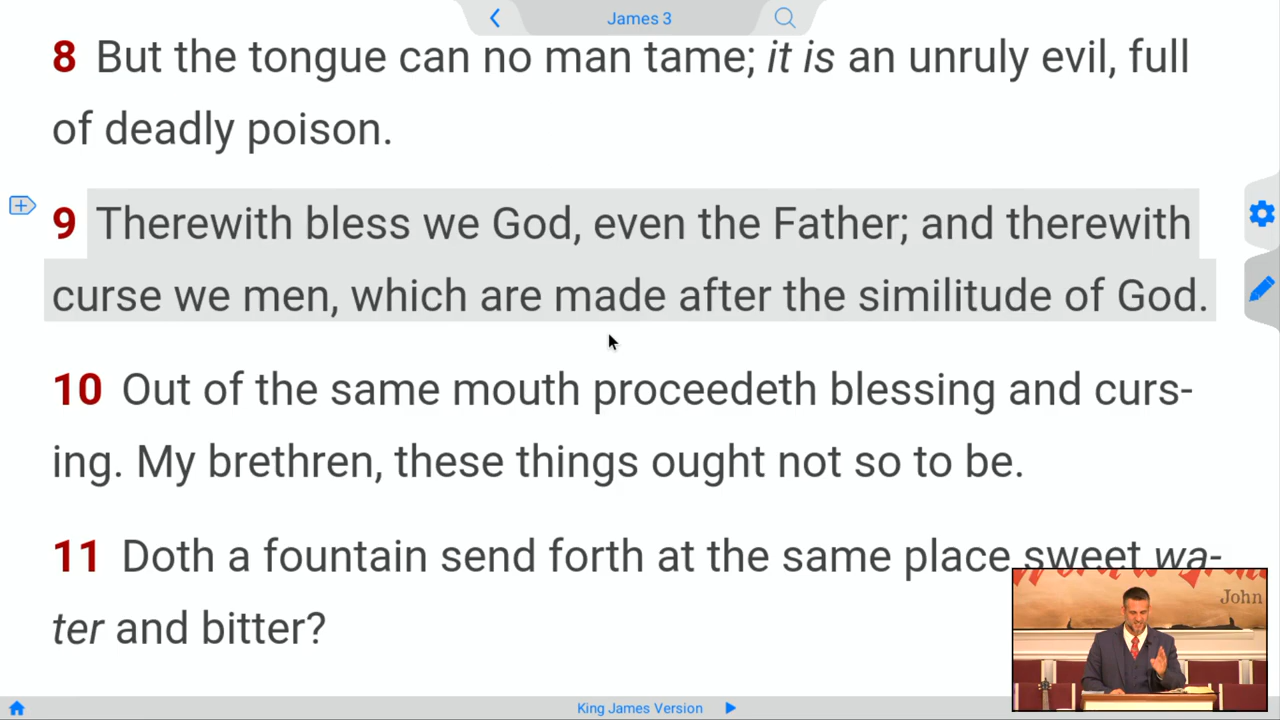 James 3
8 But the tongue can no man tame; it is an unruly evil, full
of deadly poison.
9 Therewith bless we God, even the Father; and therewith
curse we men, which are made after the similitude of God.
10 Out of the same mouth proceedeth blessing and curs-
ing. My brethren, these things ought not so to be.
11 Doth a fountain send forth at the same place sweet wa-
ter and bitter?
John
King James Version